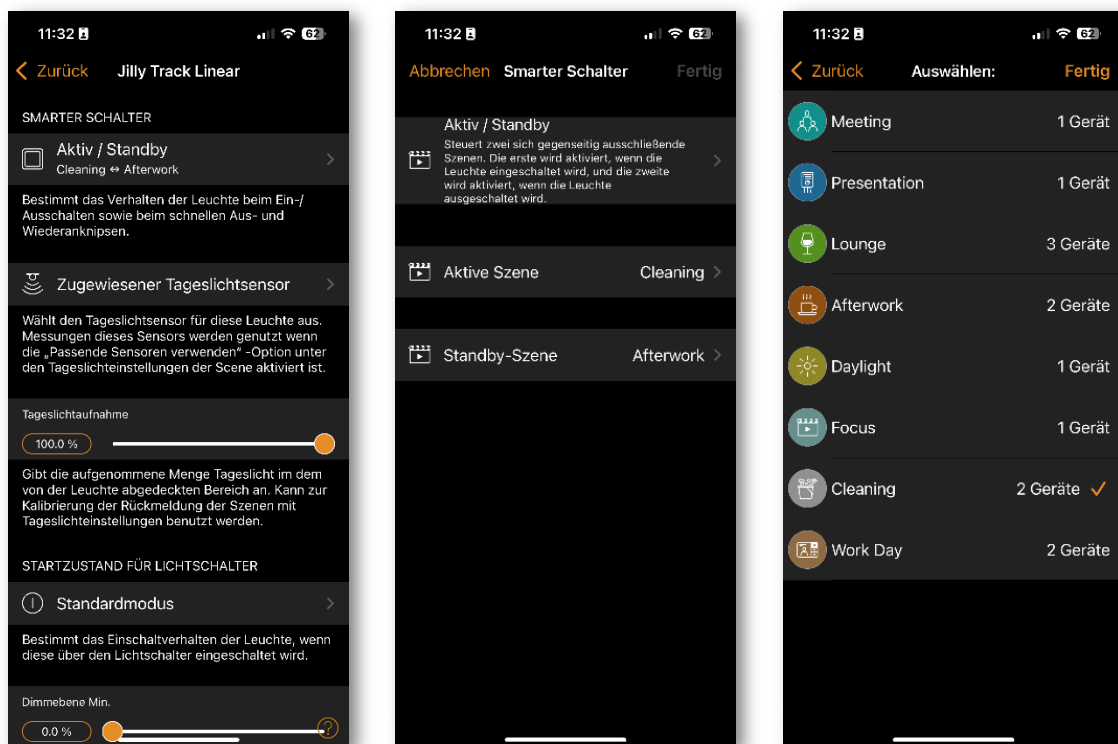 11:32
62
Zurück Jilly Track Linear
SMARTER SCHALTER
Aktiv / Standby
Cleaning ↔ Afterwork
Bestimmt das Verhalten der Leuchte beim Ein-/
Ausschalten sowie beim schnellen Aus- und
Wiederanknipsen.
Zugewiesener Tageslichtsensor
Wählt den Tageslichtsensor für diese Leuchte aus.
Messungen dieses Sensors werden genutzt wenn
die „Passende Sensoren verwenden“ -Option unter
den Tageslichteinstellungen der Scene aktiviert ist.
Tageslichtaufnahme
100.0 %
Gibt die aufgenommene Menge Tageslicht im dem
von der Leuchte abgedeckten Bereich an. Kann zur
Kalibrierung der Rückmeldung der Szenen mit
Tageslichteinstellungen benutzt werden.
STARTZUSTAND FÜR LICHTSCHALTER
Standardmodus
Bestimmt das Einschaltverhalten der Leuchte, wenn
diese über den Lichtschalter eingeschaltet wird.
Dimmebene Min.
0.0 %
?
11:32
62
Abbrechen Smarter Schalter Fertig
Aktiv / Standby
Steuert zwei sich gegenseitig ausschließende
Szenen. Die erste wird aktiviert, wenn die
Leuchte eingeschaltet wird, und die zweite
wird aktiviert, wenn die Leuchte
ausgeschaltet wird.
Aktive Szene Cleaning
Standby-Szene Afterwork
11:32
62
Zurück Auswählen: Fertig
Meeting 1 Gerät
Presentation 1 Gerät
Lounge 3 Geräte
Afterwork 2 Geräte
Daylight 1 Gerät
Focus 1 Gerät
Cleaning 2 Geräte ✓
Work Day 2 Geräte